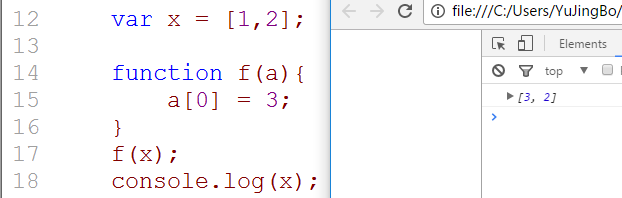 12 var x = [1,2];
13
14 function f(a){
15 a[0] = 3;
16 }
17 f(x);
18 console.log(x);
file:///C:/Users/YuJingBo/
Elements
top
[3, 2]